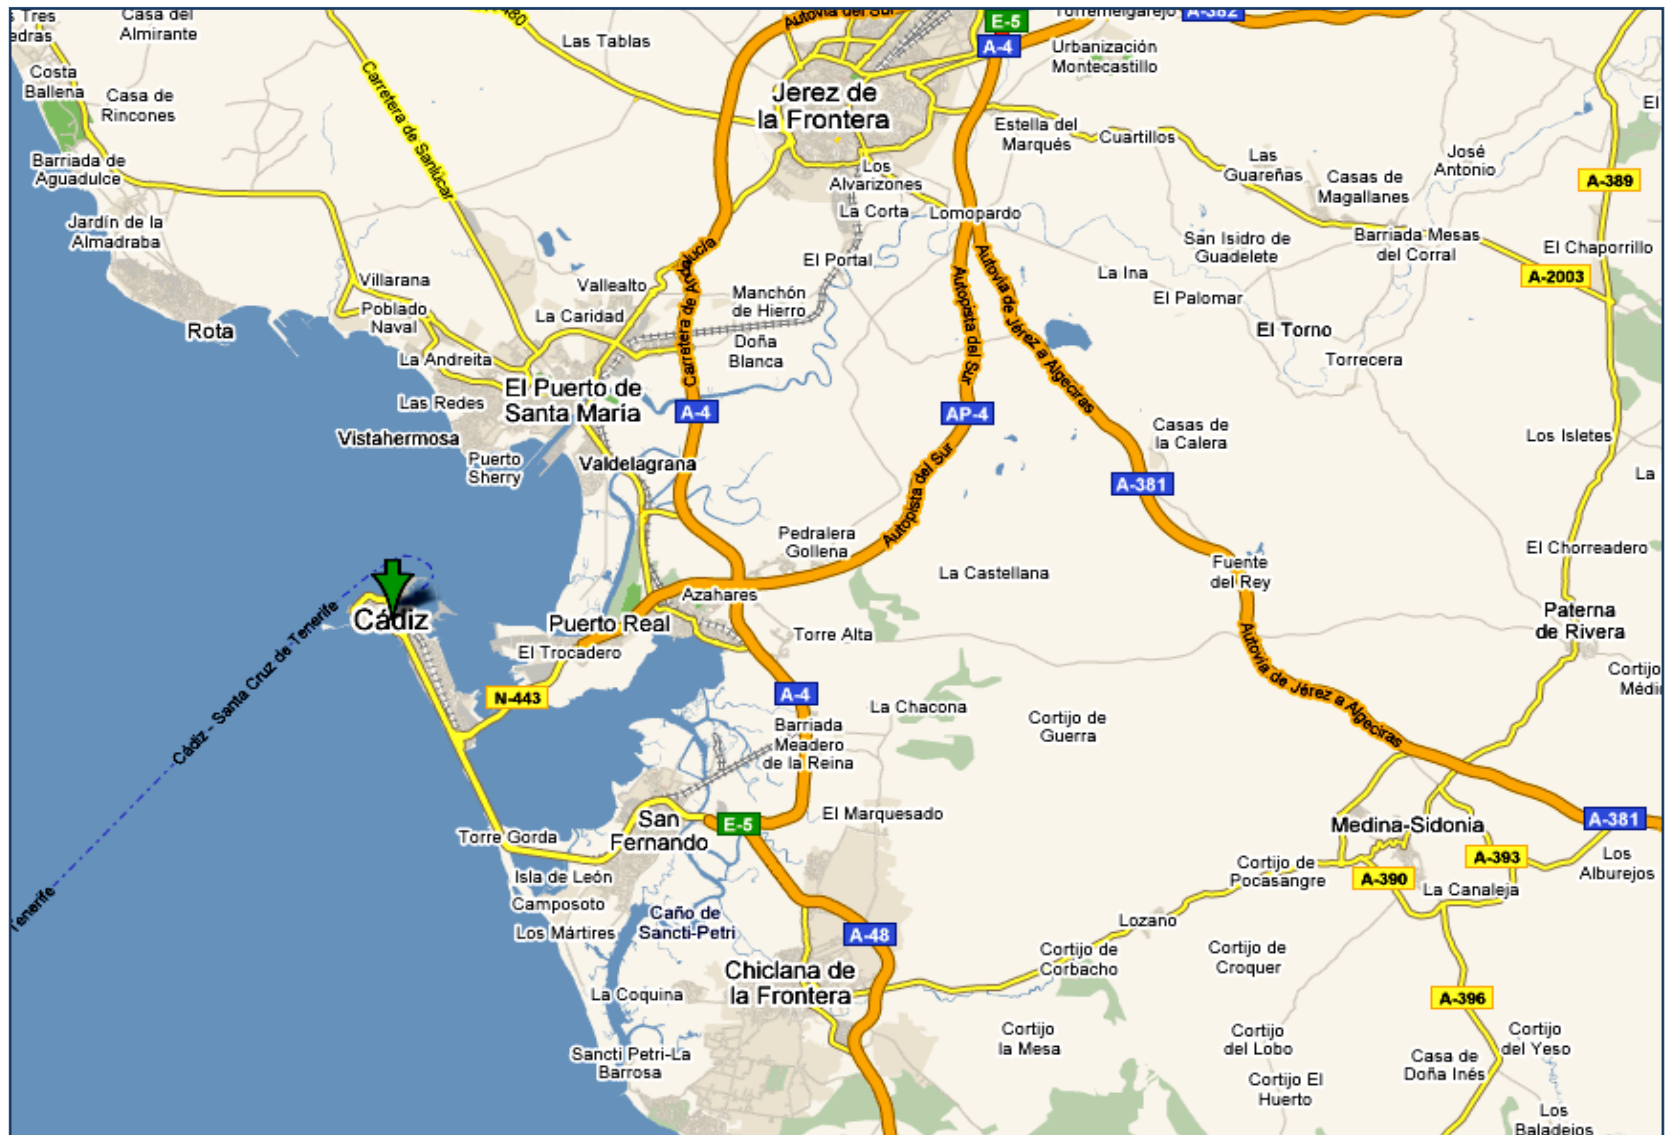 s Tres
edras
Casa del
Almirante
Las Tablas
Autovía del Sur
E-5
A-4
Torremelgarejo
A-382
Urbanización
Montecastillo
Costa
Ballena
Casa de
Rincones
Carretera de Sanlúcar
Jerez de
la Frontera
Estella del
Marqués
Cuartillos
Las
Guareñas
José
Antonio
El
Barriada de
Aguadulce
Los
Alvarizones
Casas de
Magallanes
A-389
Jardín de la
Almadraba
La Corta
Lomopardo
San Isidro de
Guadelete
Barriada Mesas
del Corral
El Chaporrillo
Villarana
Vallealto
El Portal
La Ina
A-2003
Poblado
Naval
La Caridad
Manchón
de Hierro
El Palomar
Rota
Doña
Blanca
El Torno
La Andreita
Torrecera
Carretera de
Autopista del Sur
Autovía de Jérez a Algeciras
El Puerto de
Santa María
Las Redes
A-4
AP-4
Vistahermosa
Casas de
la Calera
Los Isletes
Puerto
Sherry
Valdelagrana
Autopista del Sur
A-381
La
Pedralera
Gollena
El Chorreadero
Fuente
del Rey
La Castellana
Azahares
Cádiz
Puerto Real
Torre Alta
Paterna
de Rivera
El Trocadero
Cádiz - Santa Cruz de Tenerife
Autovía de Jérez a Algeciras
Cortijo
Médi
N-443
A-4
La Chacona
Cortijo de
Guerra
Barriada
Meadero
de la Reina
San
Fernando
E-5
El Marquesado
Medina-Sidonia
A-381
Torre Gorda
A-393
Los
Alburejos
Isla de León
Cortijo de
Pocasangre
A-390
La Canaleja
Tenerife
Camposoto
Caño de
Sancti-Petri
Los Mártires
Lozano
A-48
Cortijo de
Corbacho
Cortijo de
Croquer
Chiclana de
la Frontera
La Coquina
A-396
Cortijo
la Mesa
Cortijo
del Lobo
Cortijo
del Yeso
Sancti Petri-La
Barrosa
Casa de
Doña Inés
Cortijo El
Huerto
Los
Baladejos